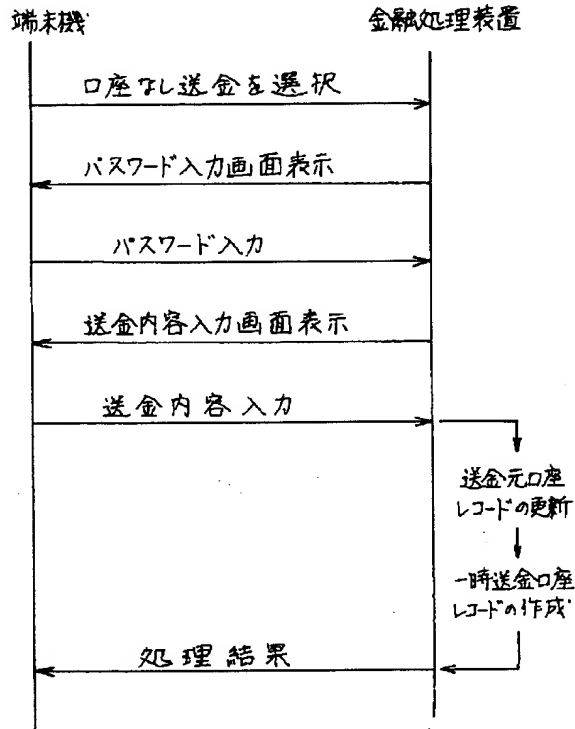 端末機
金融処理装置
口座なし送金を選択
パスワード入力画面表示
パスワード入力
送金内容入力画面表示
送金内容入力
送金元口座
レコードの更新
一時送金口座
レコードの作成
処理結果